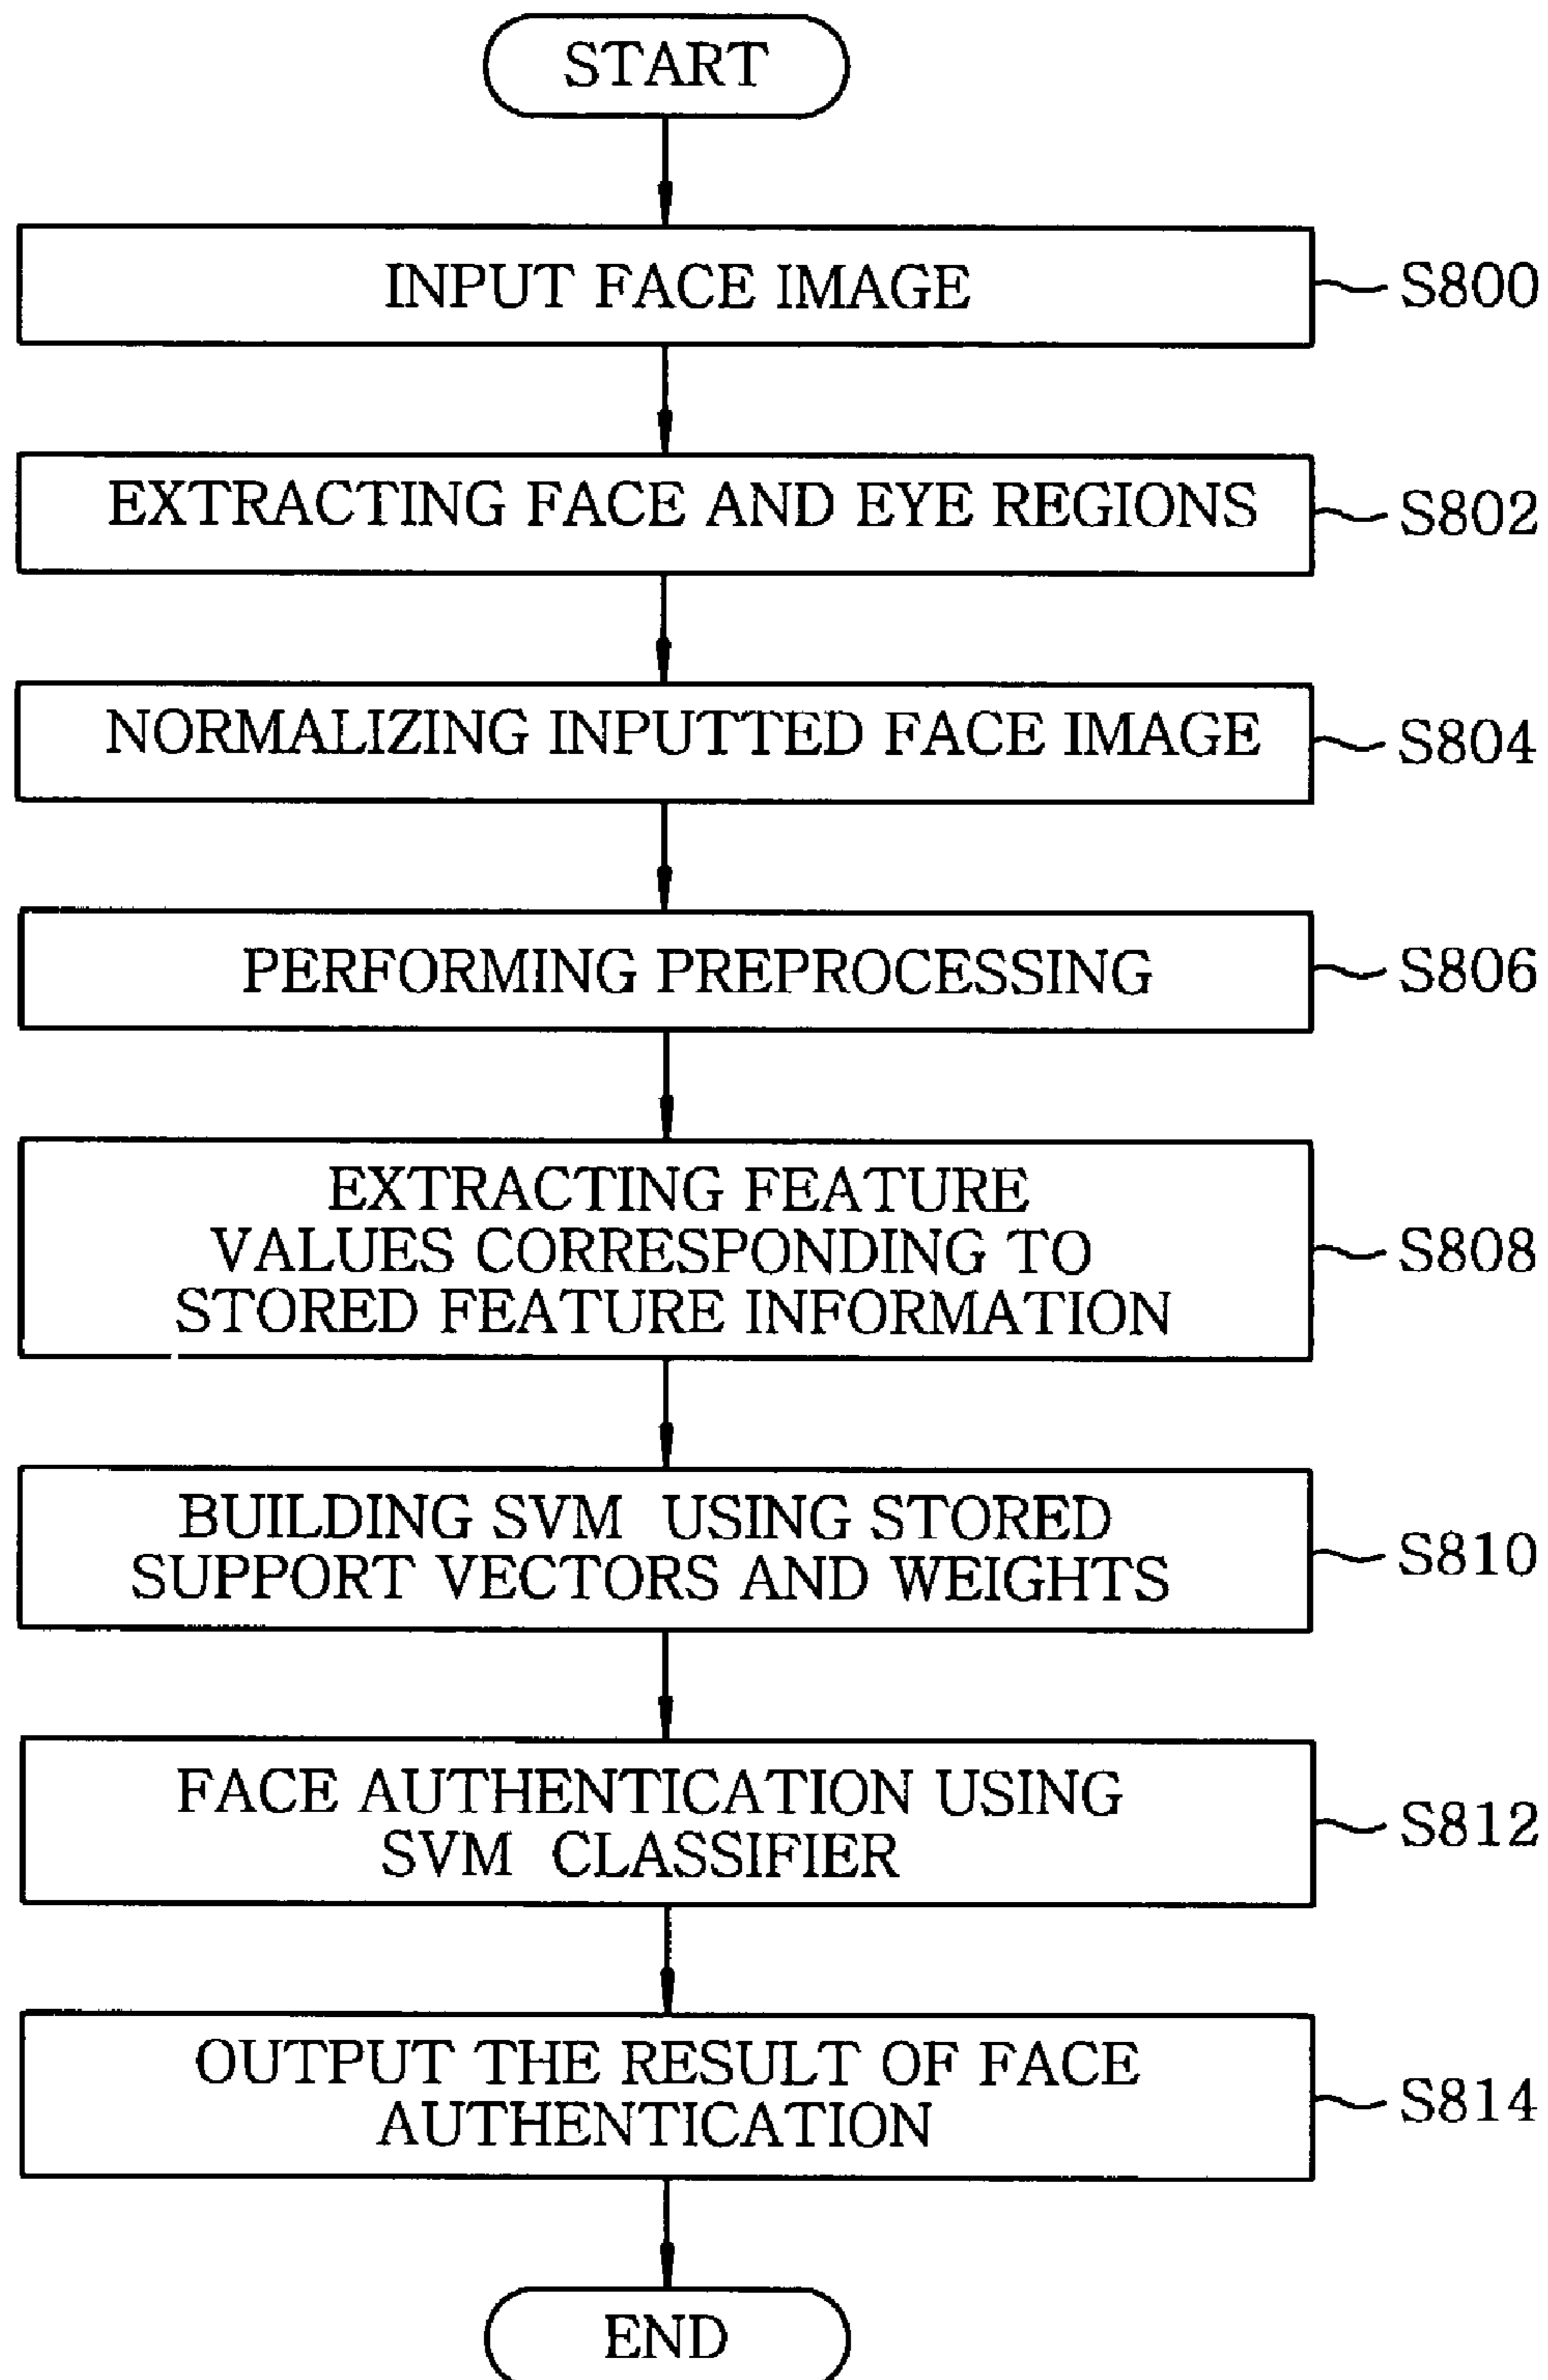 START
INPUT FACE IMAGE
S800
EXTRACTING FACE AND EYE REGIONS
S802
NORMALIZING INPUTTED FACE IMAGE
S804
PERFORMING PREPROCESSING
S806
EXTRACTING FEATURE
VALUES CORRESPONDING TO
STORED FEATURE INFORMATION
S808
BUILDING SVM USING STORED
SUPPORT VECTORS AND WEIGHTS
S810
FACE AUTHENTICATION USING
SVM CLASSIFIER
S812
OUTPUT THE RESULT OF FACE
AUTHENTICATION
S814
END